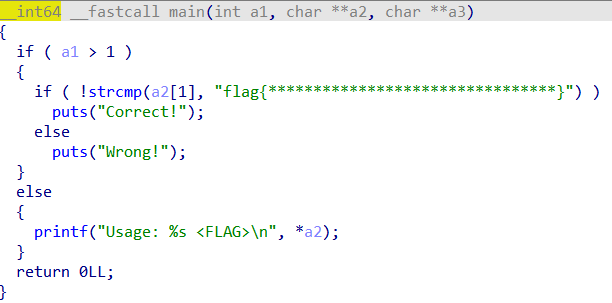 __int64 __fastcall main(int a1, char **a2, char **a3)
{
  if ( a1 > 1 )
  {
    if ( !strcmp(a2[1], "flag{********************************}") )
      puts("Correct!");
    else
      puts("Wrong!");
  }
  else
  {
    printf("Usage: %s <FLAG>\n", *a2);
  }
  return 0LL;
}